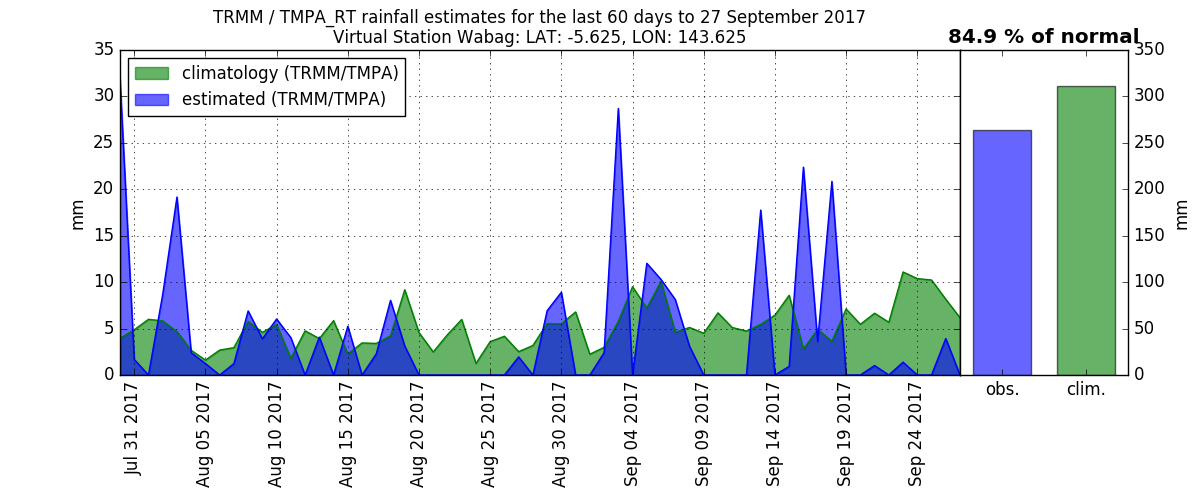 TRMM / TMPA_RT rainfall estimates for the last 60 days to 27 September 2017
Virtual Station Wabag: LAT: -5.625, LON: 143.625
84.9 % of normal
climatology (TRMM/TMPA)
estimated (TRMM/TMPA)
35
30
25
20
15
10
5
0
mm
Jul 31 2017
Aug 05 2017
Aug 10 2017
Aug 15 2017
Aug 20 2017
Aug 25 2017
Aug 30 2017
Sep 04 2017
Sep 09 2017
Sep 14 2017
Sep 19 2017
Sep 24 2017
350
300
250
200
150
100
50
0
mm
obs.
clim.